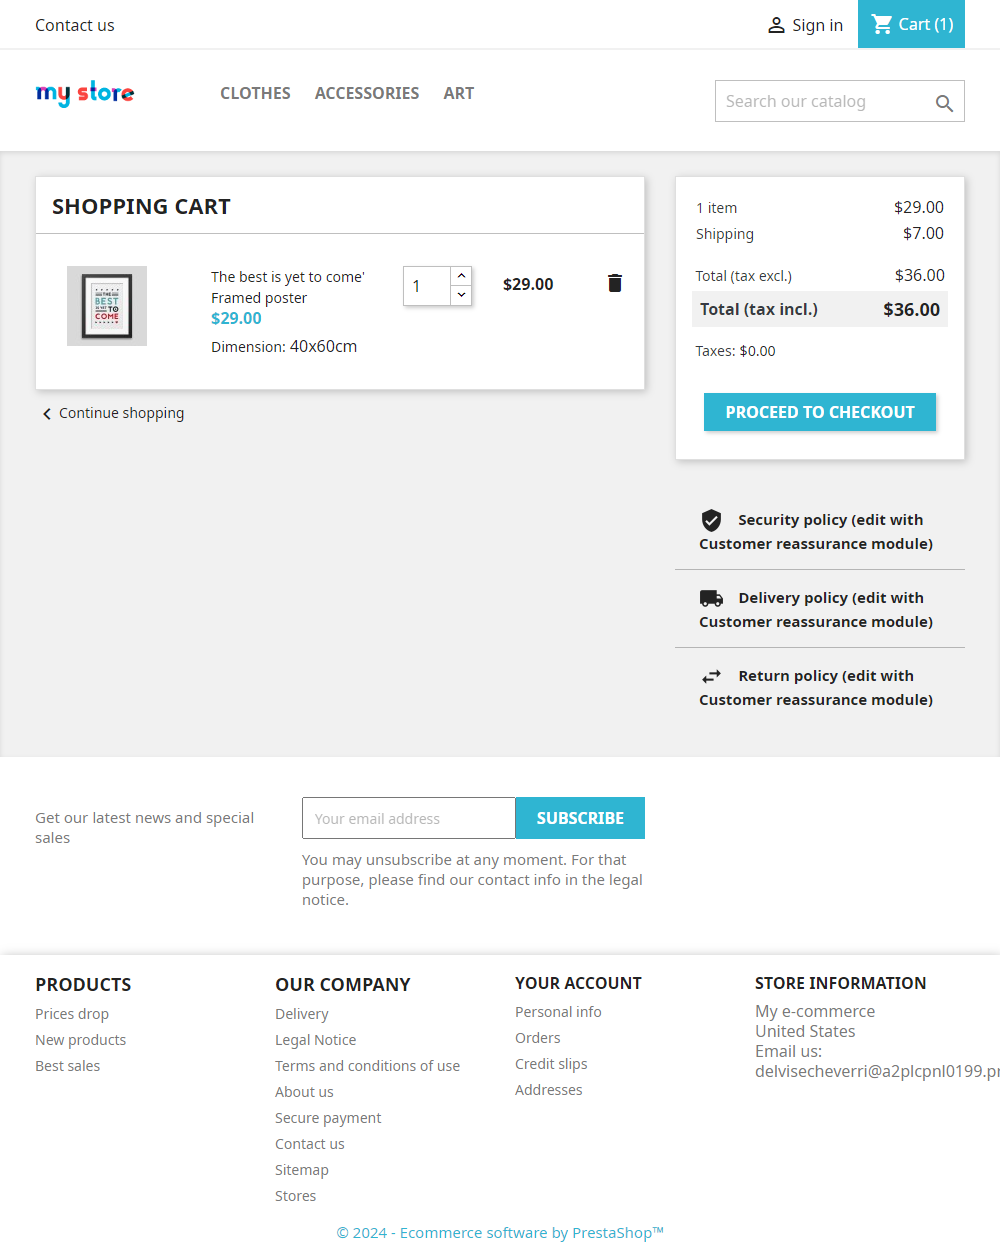 Contact us
Sign in
Cart (1)
my store
CLOTHES
ACCESSORIES
ART
Search our catalog
SHOPPING CART
THE
BEST
IS YET TO
COME
The best is yet to come'
Framed poster
$29.00
Dimension: 40x60cm
1
$29.00
Continue shopping
1 item $29.00
Shipping $7.00
Total (tax excl.) $36.00
Total (tax incl.) $36.00
Taxes: $0.00
PROCEED TO CHECKOUT
Security policy (edit with
Customer reassurance module)
Delivery policy (edit with
Customer reassurance module)
Return policy (edit with
Customer reassurance module)
Get our latest news and special
sales
Your email address
SUBSCRIBE
You may unsubscribe at any moment. For that
purpose, please find our contact info in the legal
notice.
PRODUCTS
Prices drop
New products
Best sales
OUR COMPANY
Delivery
Legal Notice
Terms and conditions of use
About us
Secure payment
Contact us
Sitemap
Stores
YOUR ACCOUNT
Personal info
Orders
Credit slips
Addresses
STORE INFORMATION
My e-commerce
United States
Email us:
delvisecheverri@a2plcpnl0199.pr
© 2024 - Ecommerce software by PrestaShop™